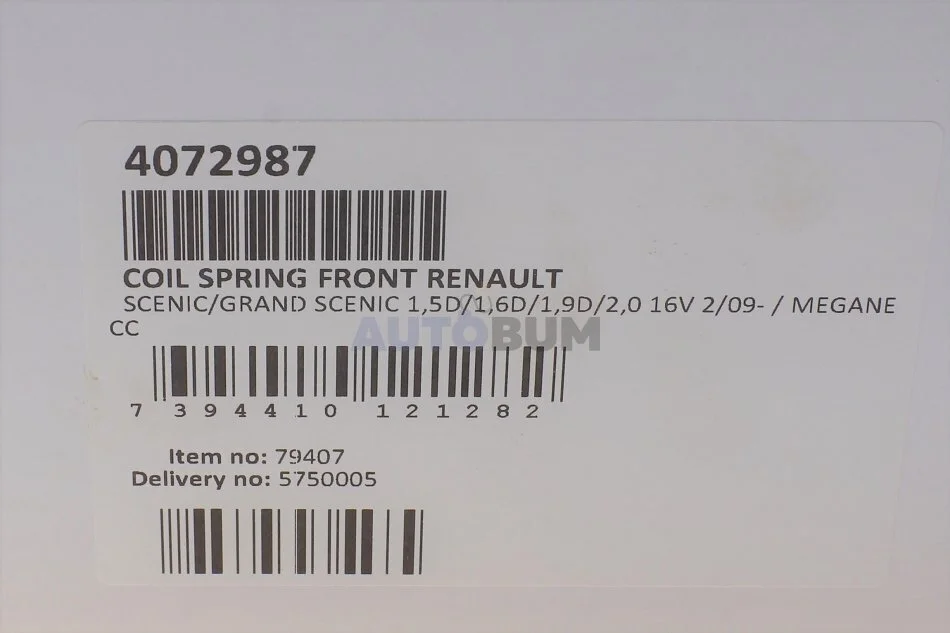 4072987
COIL SPRING FRONT RENAULT
SCENIC/GRAND SCENIC 1,5D/1,6D/1,9D/2,0 16V 2/09- / MEGANE
CC
AUTOBUM
7 394410 121282
Item no: 79407
Delivery no: 5750005